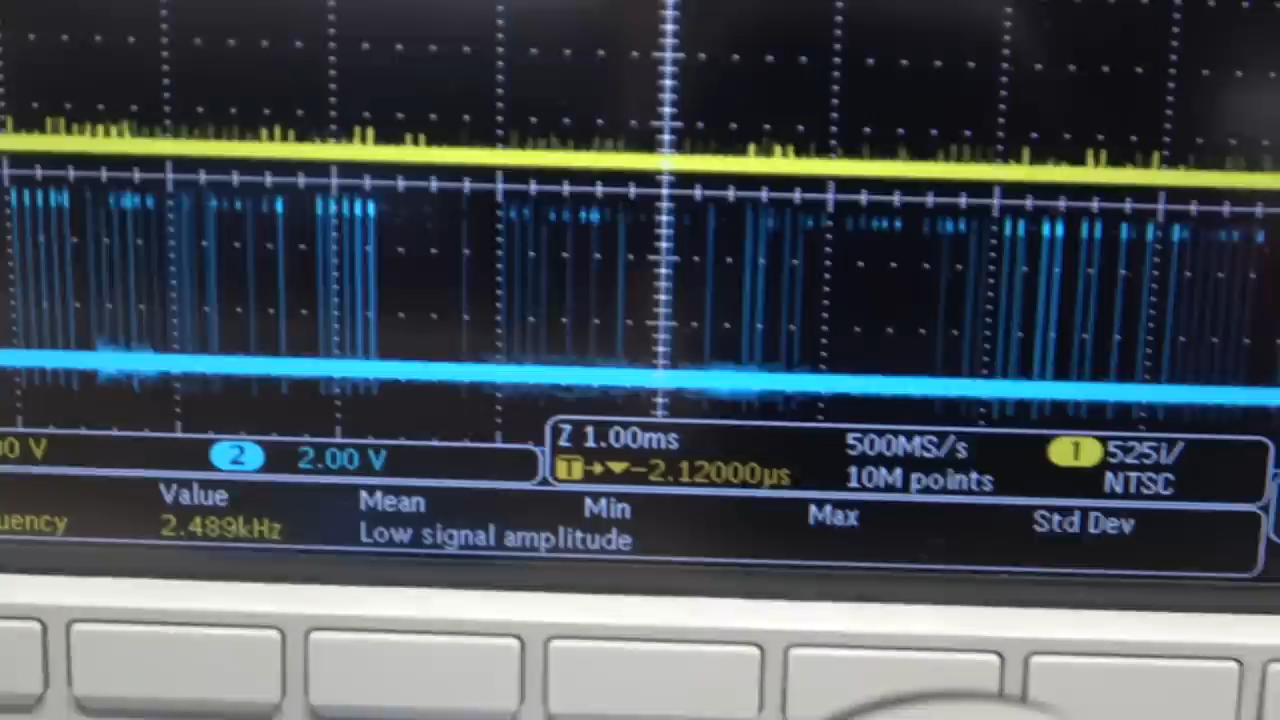 00 V
2 2.00 V
Z 1.00ms
T→▼−2.12000µs
500MS/s
10M points
1 525i/
NTSC
Value Mean Min Max Std Dev
uency 2.489kHz Low signal amplitude